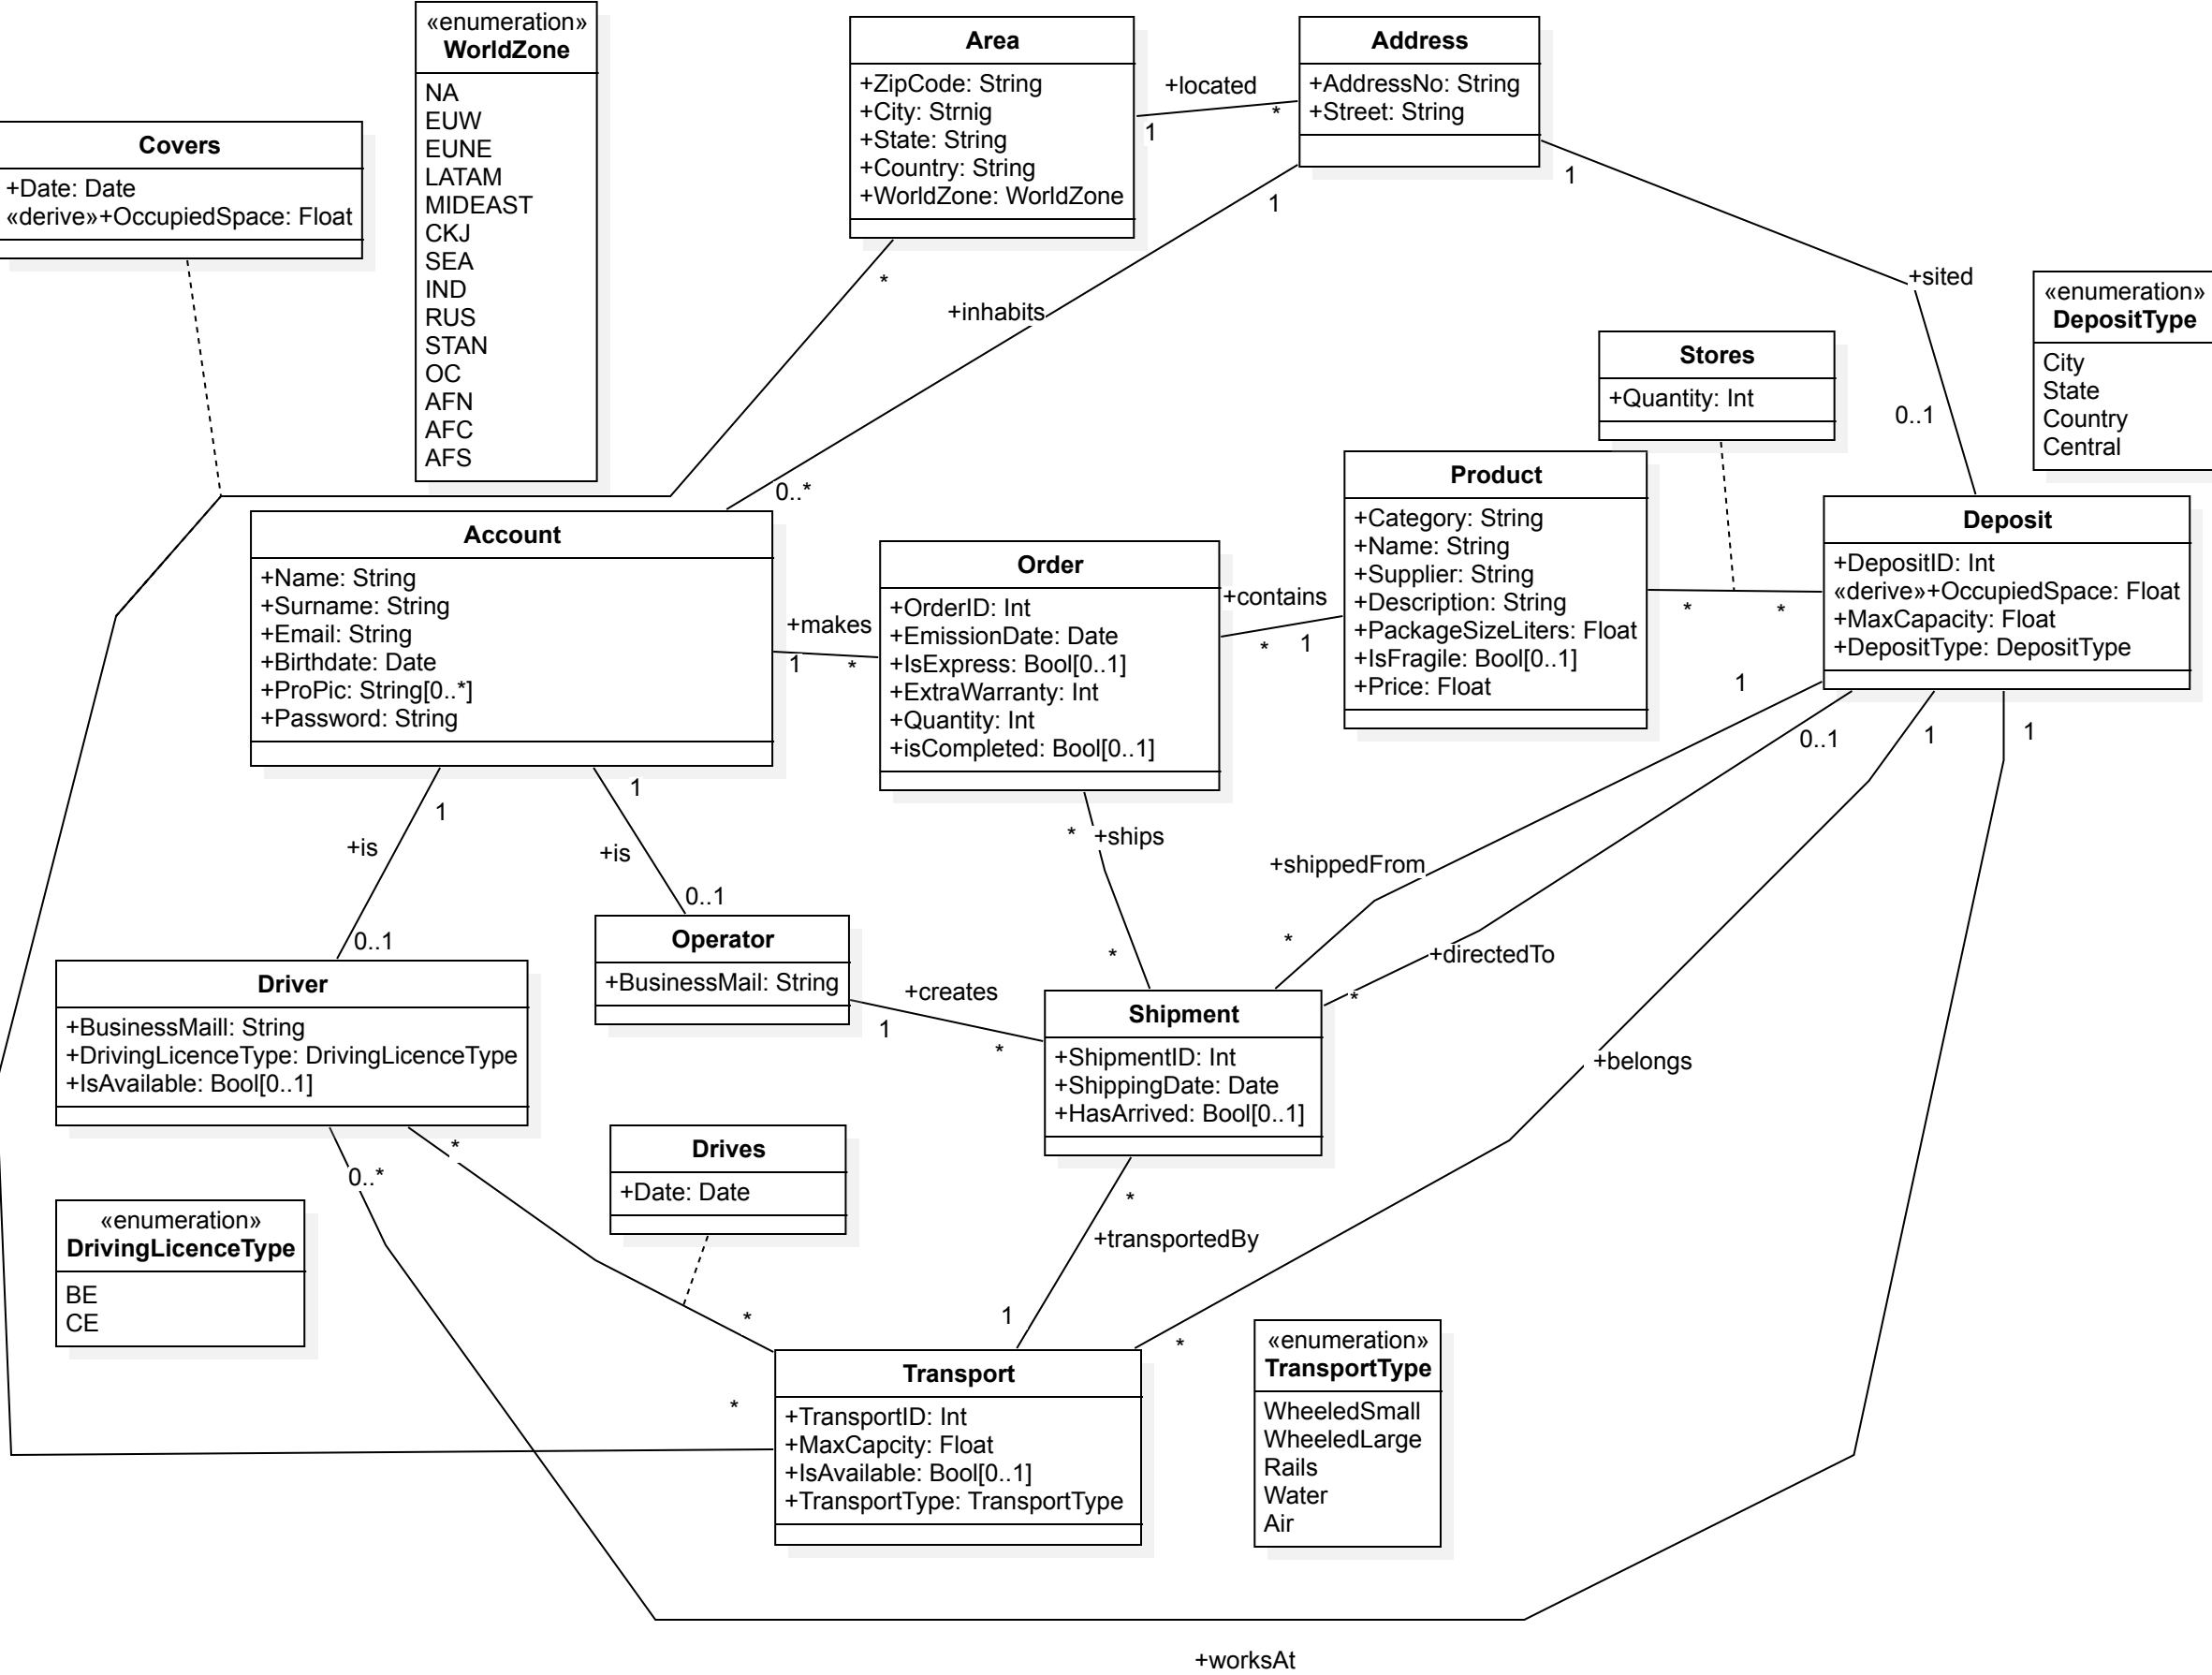 «enumeration»
WorldZone
NA
EUW
EUNE
LATAM
MIDEAST
CKJ
SEA
IND
RUS
STAN
OC
AFN
AFC
AFS
Area
+ZipCode: String
+City: Strnig
+State: String
+Country: String
+WorldZone: WorldZone
+located
1
*
Address
+AddressNo: String
+Street: String
Covers
+Date: Date
«derive»+OccupiedSpace: Float
*
1
+inhabits
0..*
1
+sited
0..1
«enumeration»
DepositType
City
State
Country
Central
Stores
+Quantity: Int
Account
+Name: String
+Surname: String
+Email: String
+Birthdate: Date
+ProPic: String[0..*]
+Password: String
+makes
1
*
Order
+OrderID: Int
+EmissionDate: Date
+IsExpress: Bool[0..1]
+ExtraWarranty: Int
+Quantity: Int
+isCompleted: Bool[0..1]
+contains
*
1
Product
+Category: String
+Name: String
+Supplier: String
+Description: String
+PackageSizeLiters: Float
+IsFragile: Bool[0..1]
+Price: Float
*
*
Deposit
+DepositID: Int
«derive»+OccupiedSpace: Float
+MaxCapacity: Float
+DepositType: DepositType
1
0..1
1
1
1
+is
0..1
1
+is
0..1
*
+ships
*
+shippedFrom
*
+directedTo
*
Operator
+BusinessMail: String
+creates
1
*
Driver
+BusinessMaill: String
+DrivingLicenceType: DrivingLicenceType
+IsAvailable: Bool[0..1]
Shipment
+ShipmentID: Int
+ShippingDate: Date
+HasArrived: Bool[0..1]
+belongs
*
0..*
Drives
+Date: Date
*
+transportedBy
1
«enumeration»
DrivingLicenceType
BE
CE
*
*
*
Transport
+TransportID: Int
+MaxCapcity: Float
+IsAvailable: Bool[0..1]
+TransportType: TransportType
«enumeration»
TransportType
WheeledSmall
WheeledLarge
Rails
Water
Air
+worksAt